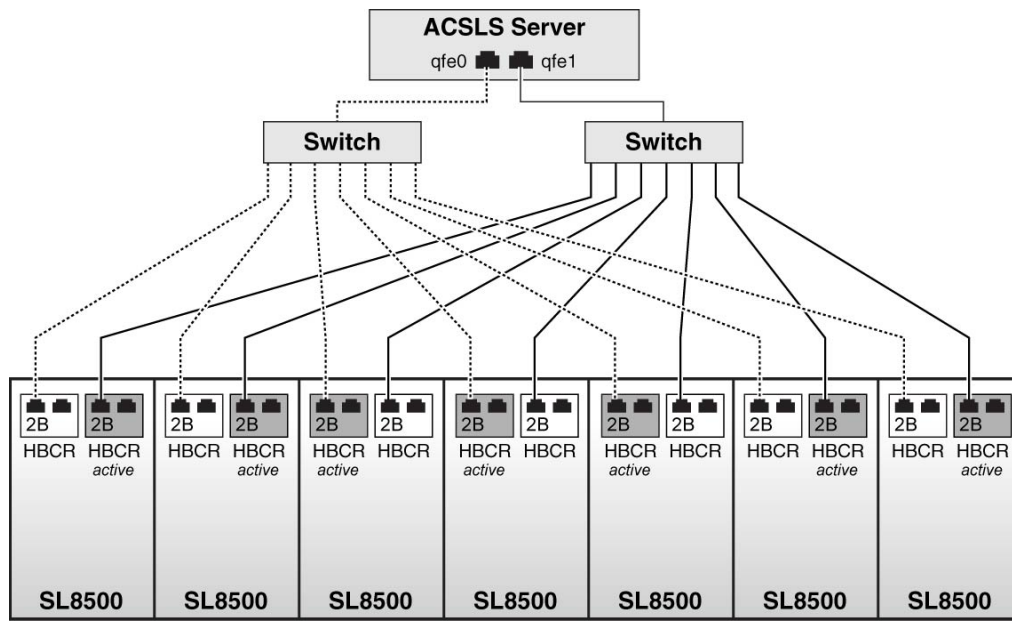 ACSLS Server
qfe0 qfe1
Switch Switch
2B 2B 2B 2B 2B 2B 2B 2B 2B 2B 2B 2B 2B 2B
HBCR HBCR HBCR HBCR HBCR HBCR HBCR HBCR HBCR HBCR HBCR HBCR HBCR HBCR
active active active active active active active
SL8500 SL8500 SL8500 SL8500 SL8500 SL8500 SL8500